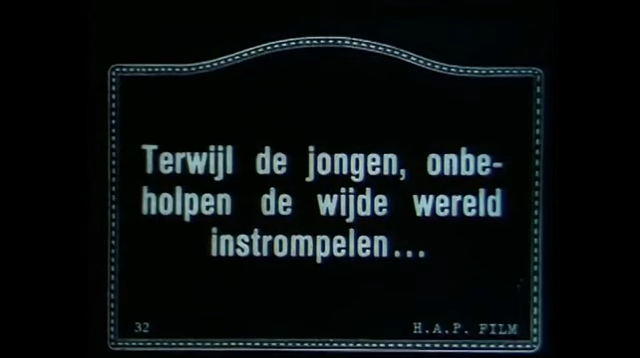 Terwijl de jongen, onbe-
holpen de wijde wereld
instrompelen...
32 H.A.P. FILM